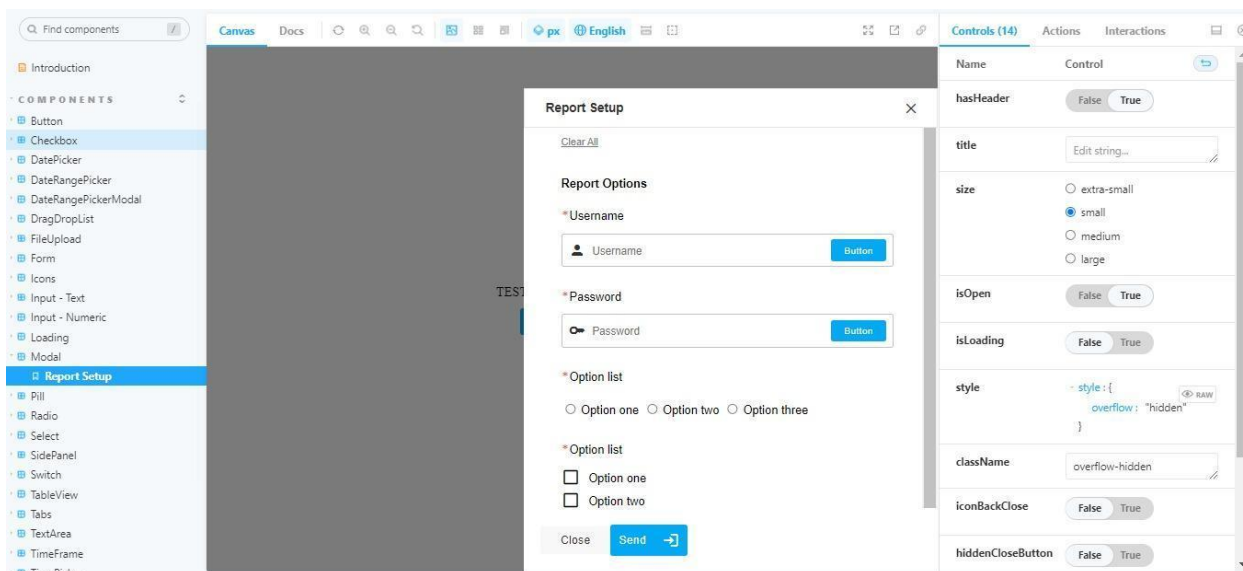 Find components /
Introduction
COMPONENTS
Button
Checkbox
DatePicker
DateRangePicker
DateRangePickerModal
DragDropList
FileUpload
Form
Icons
Input - Text
Input - Numeric
Loading
Modal
Report Setup
Pill
Radio
Select
SidePanel
Switch
TableView
Tabs
TextArea
TimeFrame
Canvas Docs px English
TEST
Report Setup
Clear All
Report Options
*Username
Username Button
*Password
Password Button
*Option list
Option one Option two Option three
*Option list
Option one
Option two
Close Send
Controls (14) Actions Interactions
Name Control
hasHeader False True
title Edit string...
size extra-small
small
medium
large
isOpen False True
isLoading False True
style style : {
RAW
overflow : "hidden"
}
className overflow-hidden
iconBackClose False True
hiddenCloseButton False True